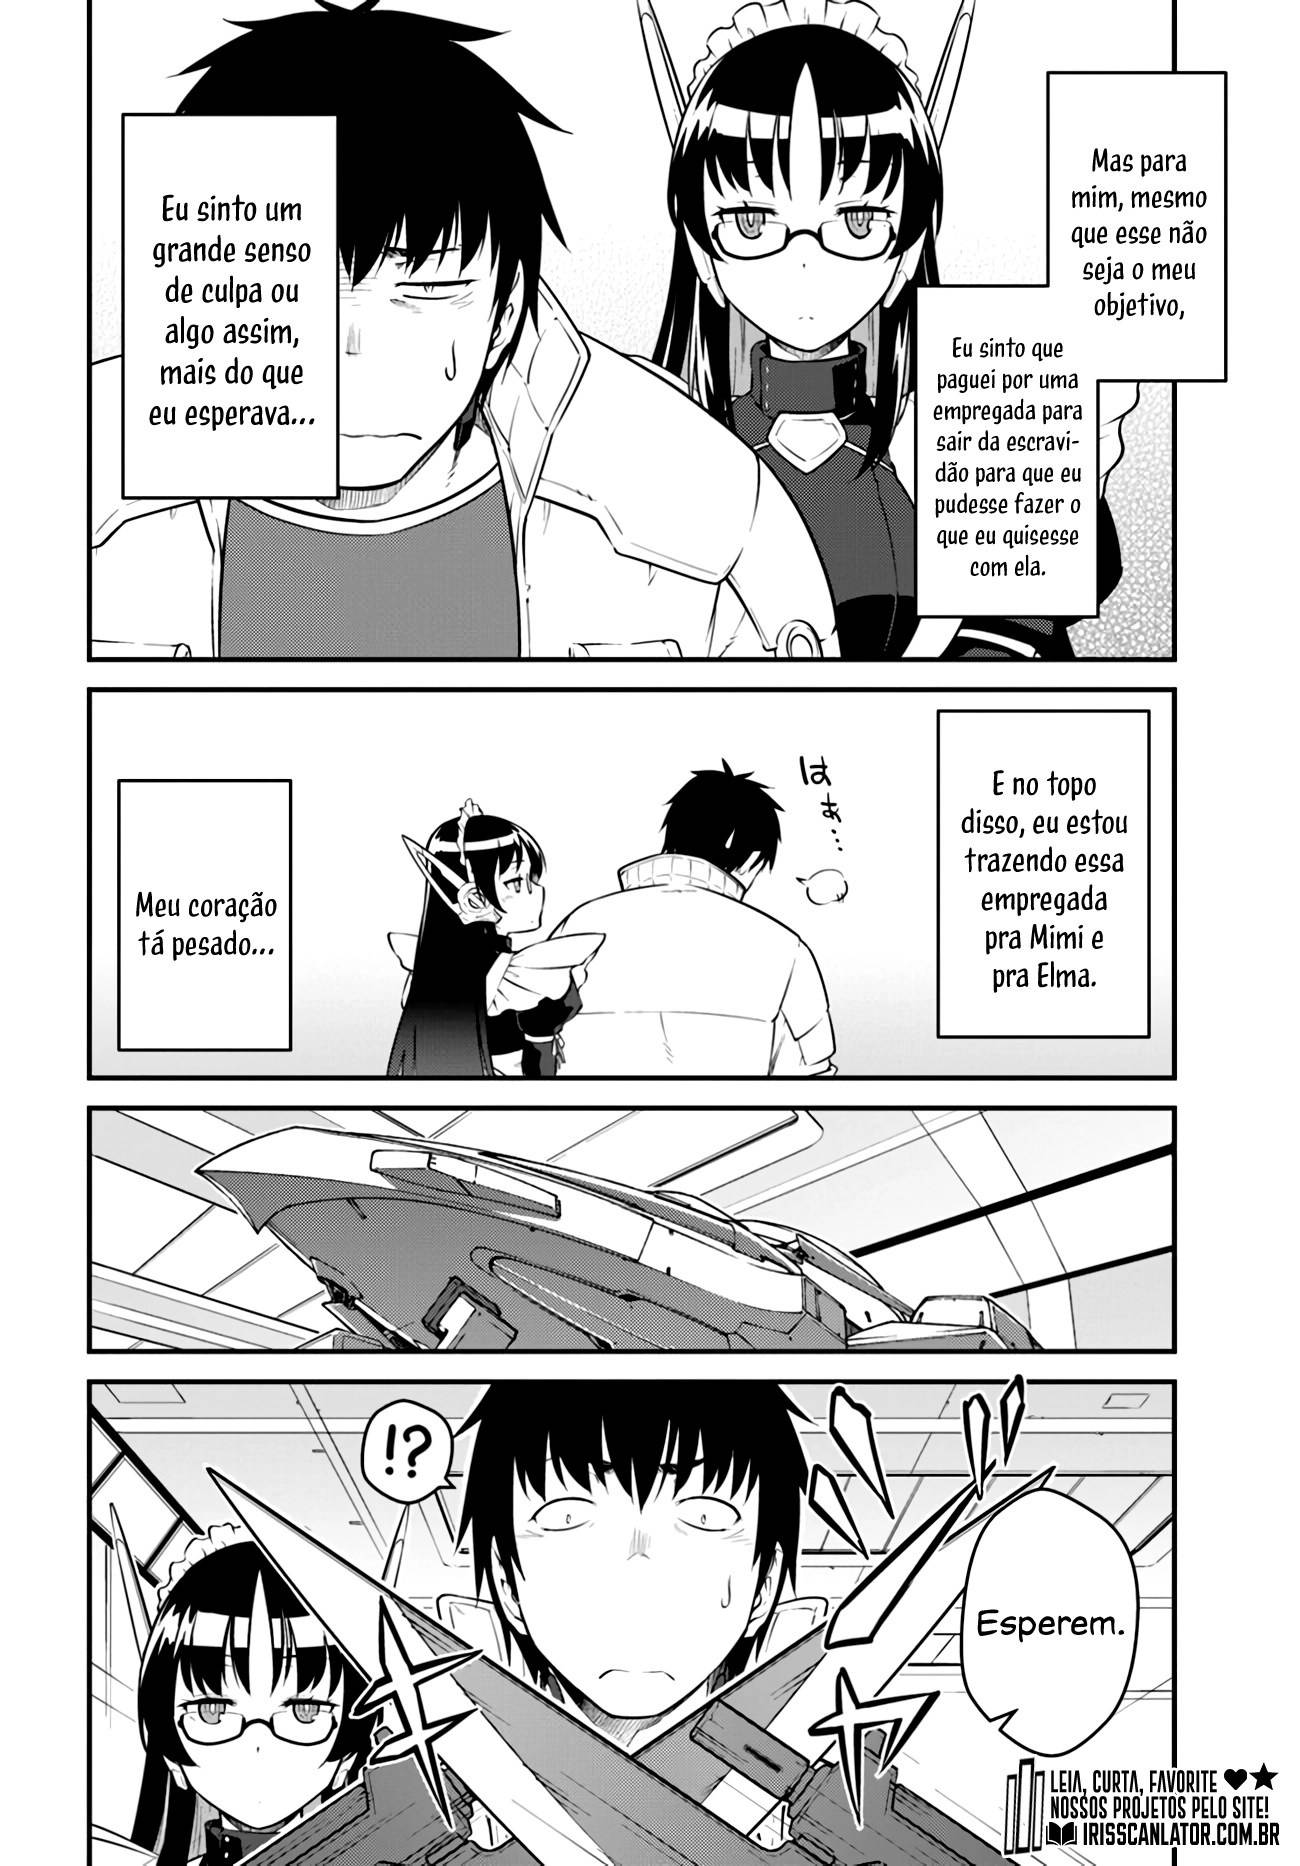 Mas para
mim, mesmo
que esse não
seja o meu
objetivo,
Eu sinto que
paguei por uma
empregada para
sair da escravi-
dão para que eu
pudesse fazer o
que eu quisesse
com ela.
Eu sinto um
grande senso
de culpa ou
algo assim,
mais do que
eu esperava...
E no topo
disso, eu estou
trazendo essa
empregada
pra Mimi e
pra Elma.
はぁ…
Meu coração
tá pesado...
!?
Esperem.
LEIA, CURTA, FAVORITE
NOSSOS PROJETOS PELO SITE!
IRISSCANLATOR.COM.BR